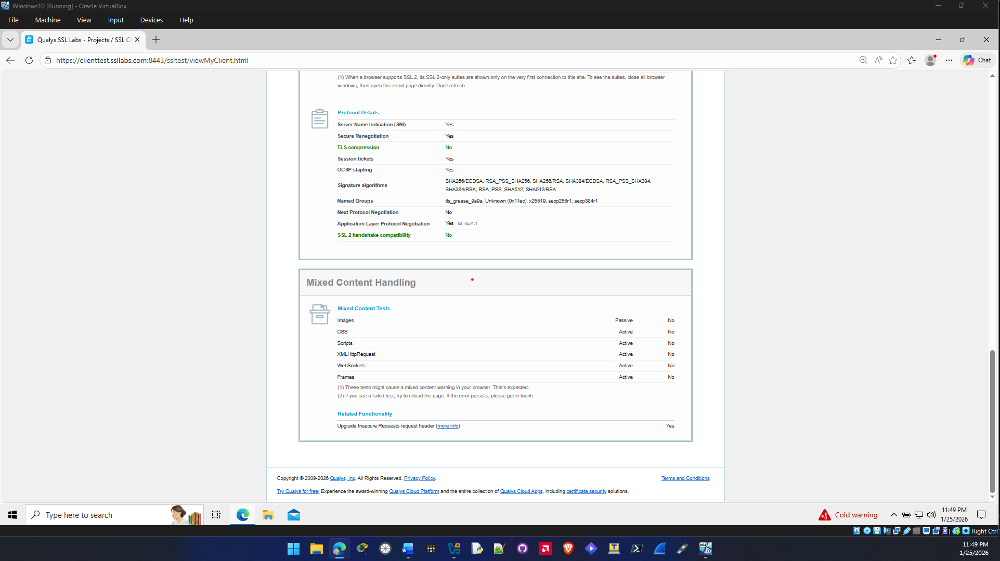 Windows10 [Running] - Oracle VirtualBox
File Machine View Input Devices Help
Qualys SSL Labs - Projects / SSL Cl
https://clienttest.ssllabs.com:8443/ssltest/viewMyClient.html
Chat
(1) When a browser supports SSL 2, its SSL 2-only suites are shown only on the very first connection to this site. To see the suites, close all browser
windows, then open this exact page directly. Don't refresh.
Protocol Details
Server Name Indication (SNI) Yes
Secure Renegotiation Yes
TLS compression No
Session tickets Yes
OCSP stapling Yes
Signature algorithms SHA256/ECDSA, RSA_PSS_SHA256, SHA256/RSA, SHA384/ECDSA, RSA_PSS_SHA384,
SHA384/RSA, RSA_PSS_SHA512, SHA512/RSA
Named Groups tls_grease_9a9a, Unknown (0x11ec), x25519, secp256r1, secp384r1
Next Protocol Negotiation No
Application Layer Protocol Negotiation Yes h2 http/1.1
SSL 2 handshake compatibility No
Mixed Content Handling
Mixed Content Tests
Images Passive No
CSS Active No
Scripts Active No
XMLHttpRequest Active No
WebSockets Active No
Frames Active No
(1) These tests might cause a mixed content warning in your browser. That's expected.
(2) If you see a failed test, try to reload the page. If the error persists, please get in touch.
Related Functionality
Upgrade Insecure Requests request header (more info) Yes
Copyright © 2009-2026 Qualys, Inc. All Rights Reserved. Privacy Policy. Terms and Conditions
Try Qualys for free! Experience the award-winning Qualys Cloud Platform and the entire collection of Qualys Cloud Apps, including certificate security solutions.
Type here to search
Cold warning
11:49 PM
1/25/2026
Right Ctrl
11:49 PM
1/25/2026